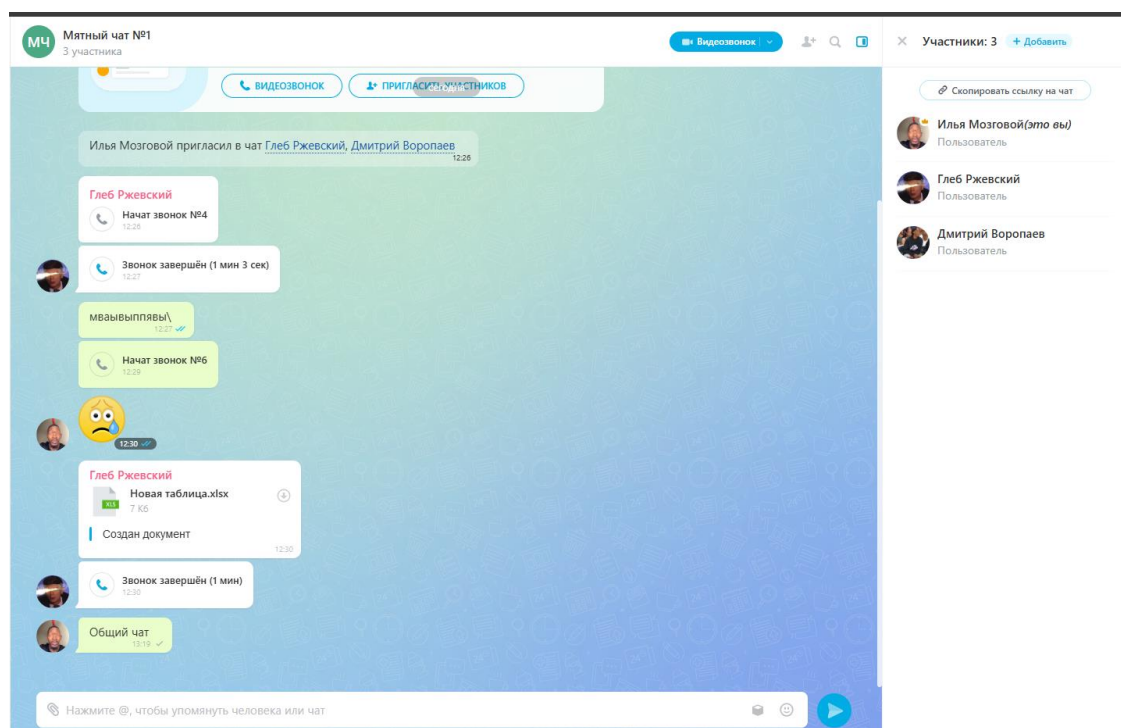 МЧ
Мятный чат №1
3 участника
Видеозвонок
Участники: 3
+ Добавить
ВИДЕОЗВОНОК
ПРИГЛАСИТЬ УЧАСТНИКОВ
Скопировать ссылку на чат
Илья Мозговой(это вы)
Пользователь
Глеб Ржевский
Пользователь
Дмитрий Воропаев
Пользователь
Илья Мозговой пригласил в чат Глеб Ржевский, Дмитрий Воропаев
12:26
Глеб Ржевский
Начат звонок №4
12:26
Звонок завершён (1 мин 3 сек)
12:27
мваывыппявы\
12:27
Начат звонок №6
12:29
12:30
Глеб Ржевский
Новая таблица.xlsx
XLS
7 Кб
Создан документ
12:30
Звонок завершён (1 мин)
12:30
Общий чат
13:19
Нажмите @, чтобы упомянуть человека или чат